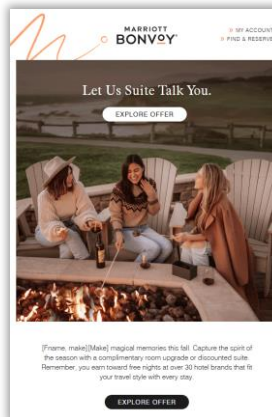 MARRIOTT
BONVOY
MY ACCOUNT
FIND & RESERVE
Let Us Suite Talk You.
EXPLORE OFFER
[Fname, make][Make] magical memories this fall. Capture the spirit of
the season with a complimentary room upgrade or discounted suite.
Remember, you earn toward free nights at over 30 hotel brands that fit
your travel style with every stay.
EXPLORE OFFER